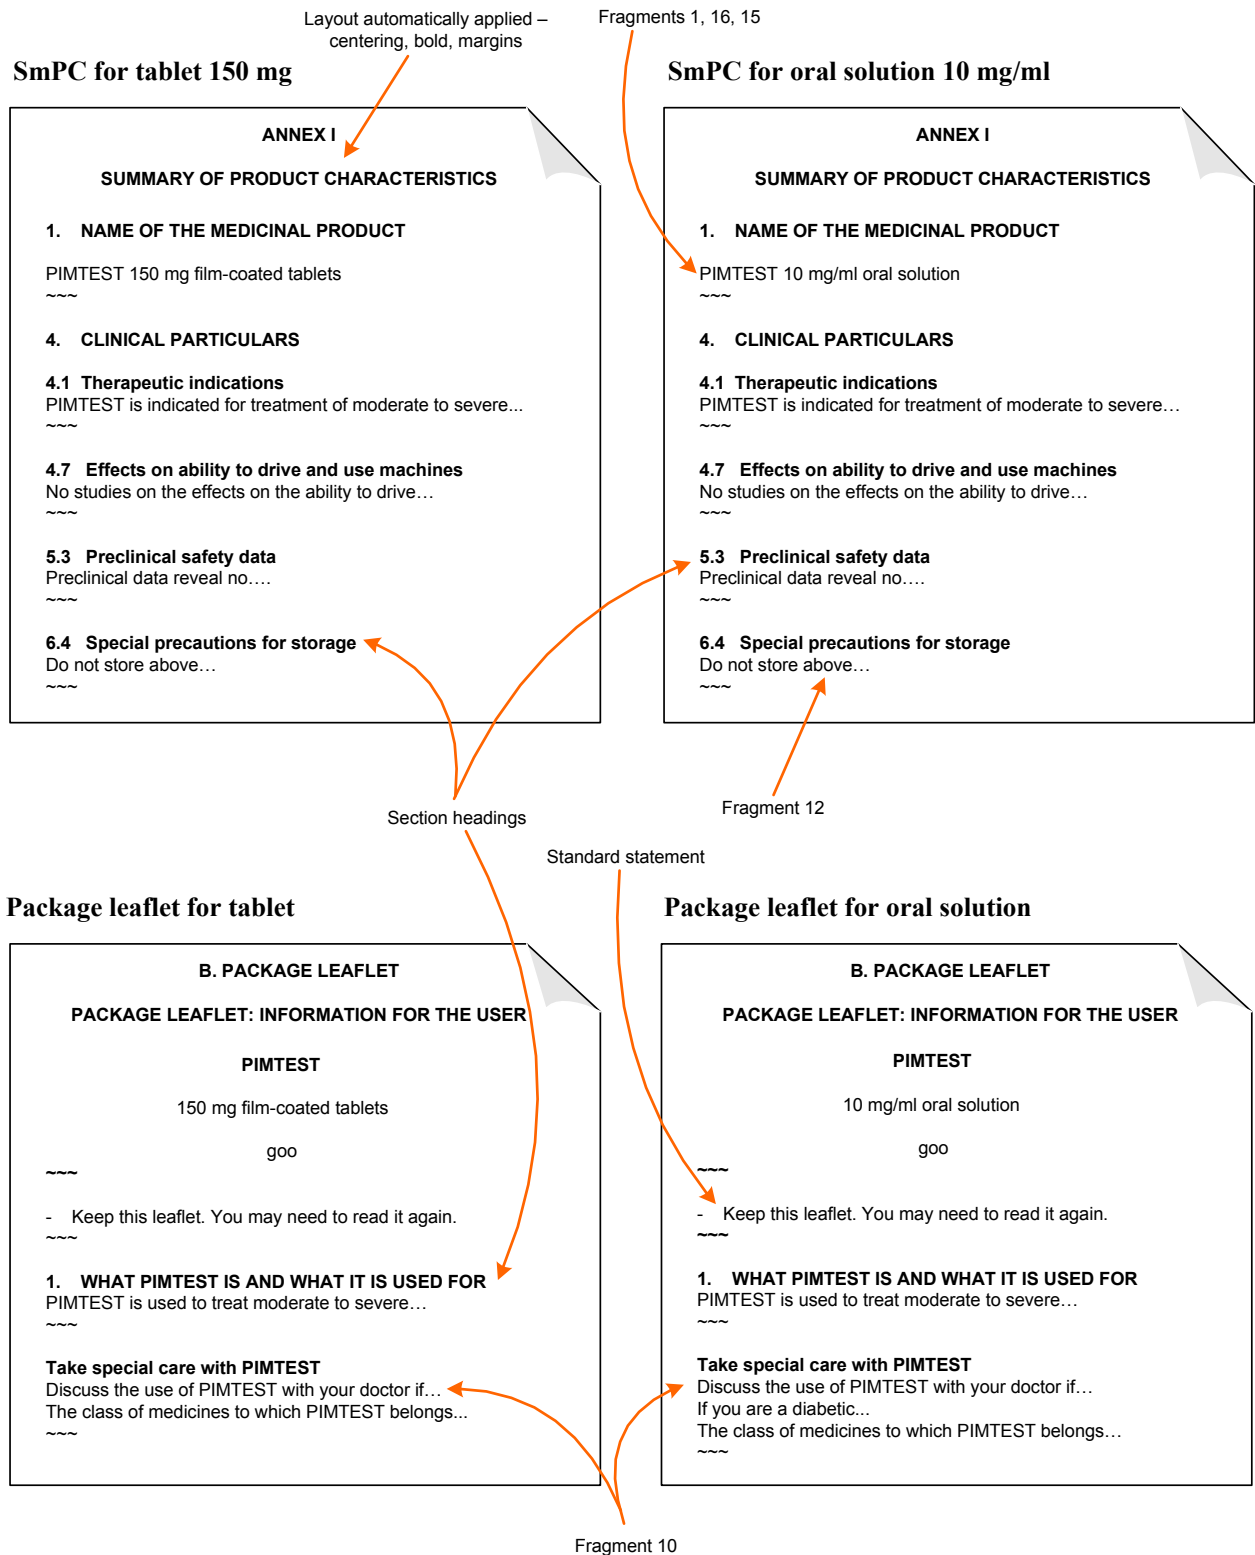 Layout automatically applied –
centering, bold, margins
Fragments 1, 16, 15
SmPC for tablet 150 mg
ANNEX I
SUMMARY OF PRODUCT CHARACTERISTICS
1. NAME OF THE MEDICINAL PRODUCT
PIMTEST 150 mg film-coated tablets
~~~
4. CLINICAL PARTICULARS
4.1 Therapeutic indications
PIMTEST is indicated for treatment of moderate to severe...
~~~
4.7 Effects on ability to drive and use machines
No studies on the effects on the ability to drive…
~~~
5.3 Preclinical safety data
Preclinical data reveal no….
~~~
6.4 Special precautions for storage
Do not store above…
~~~
SmPC for oral solution 10 mg/ml
ANNEX I
SUMMARY OF PRODUCT CHARACTERISTICS
1. NAME OF THE MEDICINAL PRODUCT
PIMTEST 10 mg/ml oral solution
~~~
4. CLINICAL PARTICULARS
4.1 Therapeutic indications
PIMTEST is indicated for treatment of moderate to severe…
~~~
4.7 Effects on ability to drive and use machines
No studies on the effects on the ability to drive…
~~~
5.3 Preclinical safety data
Preclinical data reveal no….
~~~
6.4 Special precautions for storage
Do not store above…
~~~
Section headings
Fragment 12
Standard statement
Package leaflet for tablet
B. PACKAGE LEAFLET
PACKAGE LEAFLET: INFORMATION FOR THE USER
PIMTEST
150 mg film-coated tablets
goo
~~~
- Keep this leaflet. You may need to read it again.
~~~
1. WHAT PIMTEST IS AND WHAT IT IS USED FOR
PIMTEST is used to treat moderate to severe…
~~~
Take special care with PIMTEST
Discuss the use of PIMTEST with your doctor if…
The class of medicines to which PIMTEST belongs...
~~~
Package leaflet for oral solution
B. PACKAGE LEAFLET
PACKAGE LEAFLET: INFORMATION FOR THE USER
PIMTEST
10 mg/ml oral solution
goo
~~~
- Keep this leaflet. You may need to read it again.
~~~
1. WHAT PIMTEST IS AND WHAT IT IS USED FOR
PIMTEST is used to treat moderate to severe…
~~~
Take special care with PIMTEST
Discuss the use of PIMTEST with your doctor if…
If you are a diabetic...
The class of medicines to which PIMTEST belongs…
~~~
Fragment 10